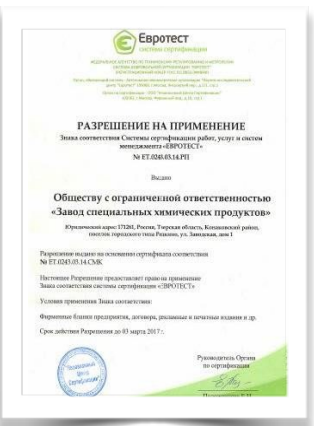 Евротест
система сертификации
РАЗРЕШЕНИЕ НА ПРИМЕНЕНИЕ
Знака соответствия Системы сертификации работ, услуг и систем
менеджмента «ЕВРОТЕСТ»
№ ЕТ.0243.03.14.РП
Выдано
Обществу с ограниченной ответственностью
«Завод специальных химических продуктов»
Юридический адрес: 171261, Россия, Тверская область, Конаковский район,
поселок городского типа Редкино, ул. Заводская, дом 1
Разрешение выдано на основании сертификата соответствия
№ ЕТ.0243.03.14.СМК
Настоящее Разрешение предоставляет право на применение
Знака соответствия системы сертификации «ЕВРОТЕСТ»
Условия применения Знака соответствия:
Фирменные бланки предприятия, договора, рекламные и печатные издания и др.
Срок действия Разрешения до 03 марта 2017 г.
Руководитель Органа
по сертификации